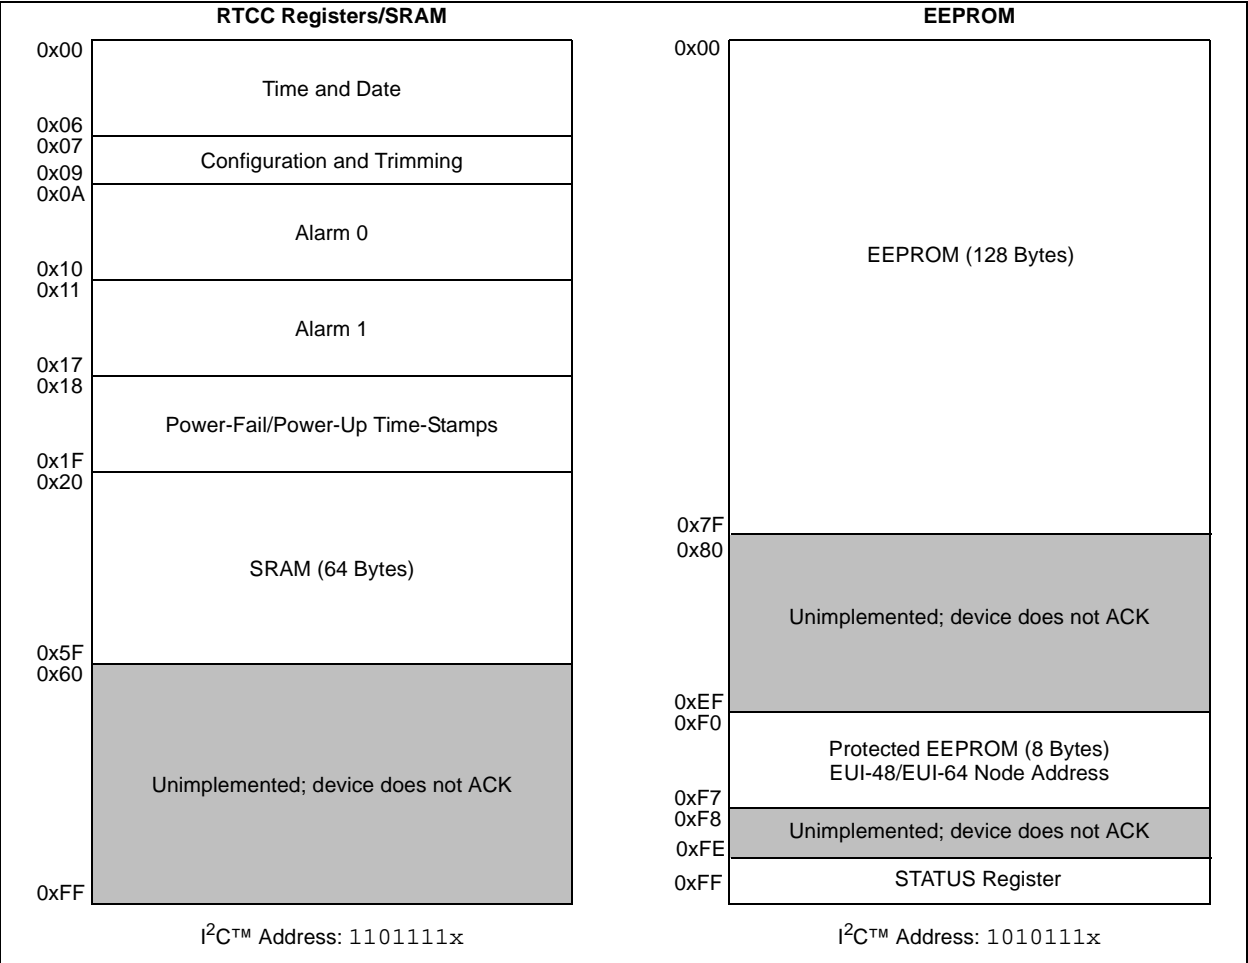 RTCC Registers/SRAM
0x00
Time and Date
0x06
0x07
Configuration and Trimming
0x09
0x0A
Alarm 0
0x10
0x11
Alarm 1
0x17
0x18
Power-Fail/Power-Up Time-Stamps
0x1F
0x20
SRAM (64 Bytes)
0x5F
0x60
Unimplemented; device does not ACK
0xFF
I²C™ Address: 1101111x
EEPROM
0x00
EEPROM (128 Bytes)
0x7F
0x80
Unimplemented; device does not ACK
0xEF
0xF0
Protected EEPROM (8 Bytes)
EUI-48/EUI-64 Node Address
0xF7
0xF8
Unimplemented; device does not ACK
0xFE
0xFF
STATUS Register
I²C™ Address: 1010111x